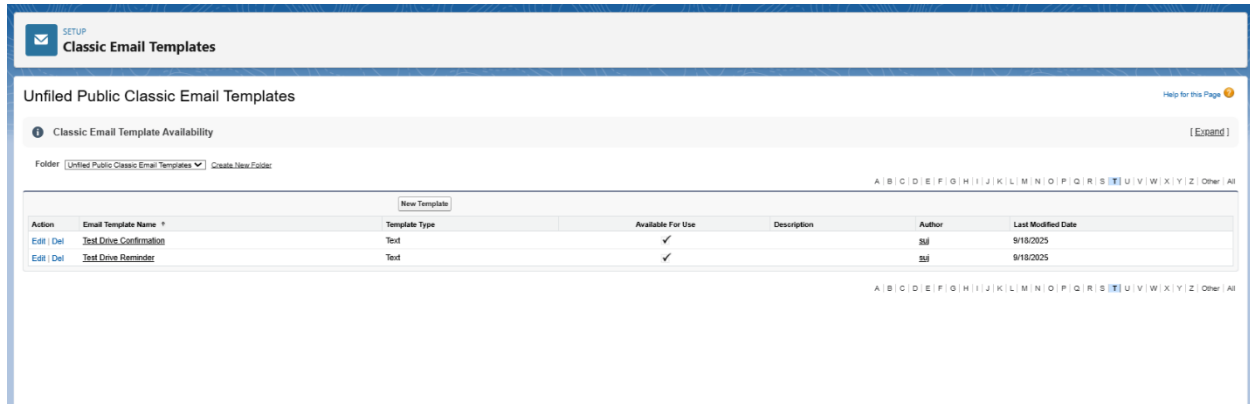 SETUP
Classic Email Templates
Unfiled Public Classic Email Templates
Help for this Page
Classic Email Template Availability
[ Expand ]
Folder Unfiled Public Classic Email Templates Create New Folder
A | B | C | D | E | F | G | H | I | J | K | L | M | N | O | P | Q | R | S | T | U | V | W | X | Y | Z | Other | All
New Template
Action Email Template Name ↑ Template Type Available For Use Description Author Last Modified Date
Edit | Del Test Drive Confirmation Text ✓ suj 9/18/2025
Edit | Del Test Drive Reminder Text ✓ suj 9/18/2025
A | B | C | D | E | F | G | H | I | J | K | L | M | N | O | P | Q | R | S | T | U | V | W | X | Y | Z | Other | All